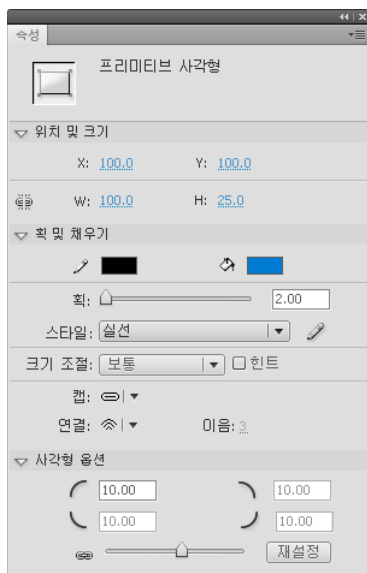 속성
프리미티브 사각형
위치 및 크기
X: 100.0 Y: 100.0
W: 100.0 H: 25.0
획 및 채우기
획: 2.00
스타일: 실선
크기 조절: 보통 힌트
캡:
연결: 이음: 3
사각형 옵션
10.00 10.00
10.00 10.00
재설정